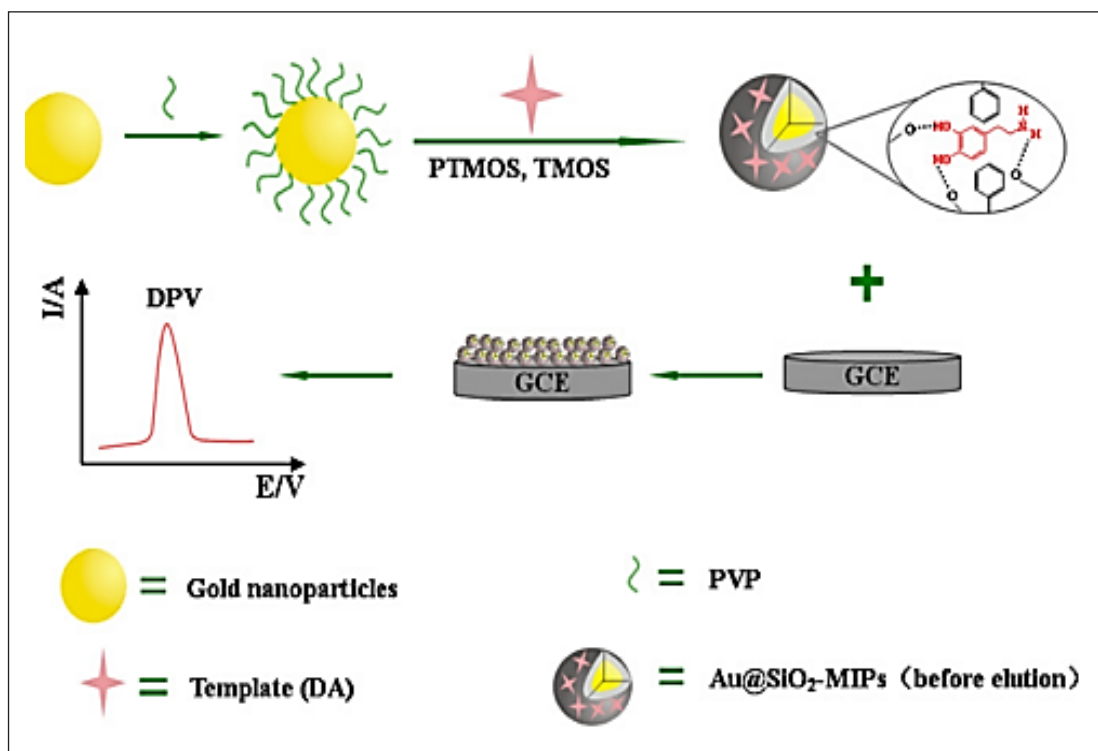 PTMOS, TMOS
O
HO
H
N
H
HO
O
O
I/A
DPV
GCE
GCE
E/V
= Gold nanoparticles
= PVP
= Template (DA)
= Au@SiO₂-MIPs（before elution）